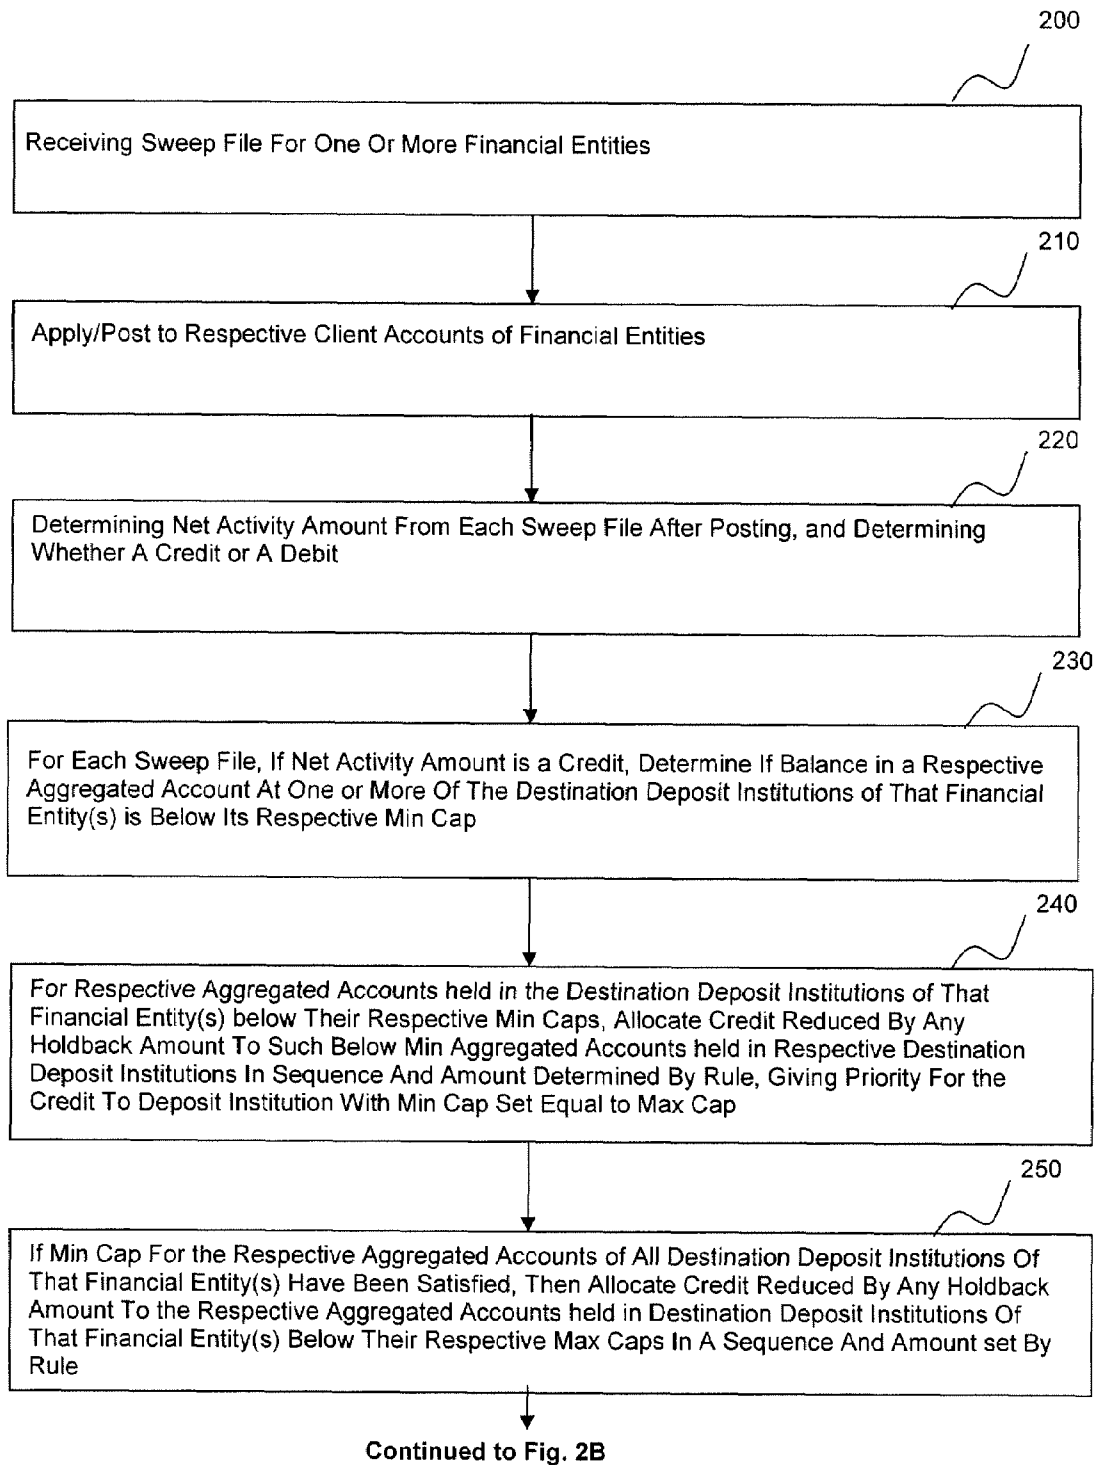 200
Receiving Sweep File For One Or More Financial Entities
210
Apply/Post to Respective Client Accounts of Financial Entities
220
Determining Net Activity Amount From Each Sweep File After Posting, and Determining
Whether A Credit or A Debit
230
For Each Sweep File, If Net Activity Amount is a Credit, Determine If Balance in a Respective
Aggregated Account At One or More Of The Destination Deposit Institutions of That Financial
Entity(s) is Below Its Respective Min Cap
240
For Respective Aggregated Accounts held in the Destination Deposit Institutions of That
Financial Entity(s) below Their Respective Min Caps, Allocate Credit Reduced By Any
Holdback Amount To Such Below Min Aggregated Accounts held in Respective Destination
Deposit Institutions In Sequence And Amount Determined By Rule, Giving Priority For the
Credit To Deposit Institution With Min Cap Set Equal to Max Cap
250
If Min Cap For the Respective Aggregated Accounts of All Destination Deposit Institutions Of
That Financial Entity(s) Have Been Satisfied, Then Allocate Credit Reduced By Any Holdback
Amount To the Respective Aggregated Accounts held in Destination Deposit Institutions Of
That Financial Entity(s) Below Their Respective Max Caps In A Sequence And Amount set By
Rule
Continued to Fig. 2B